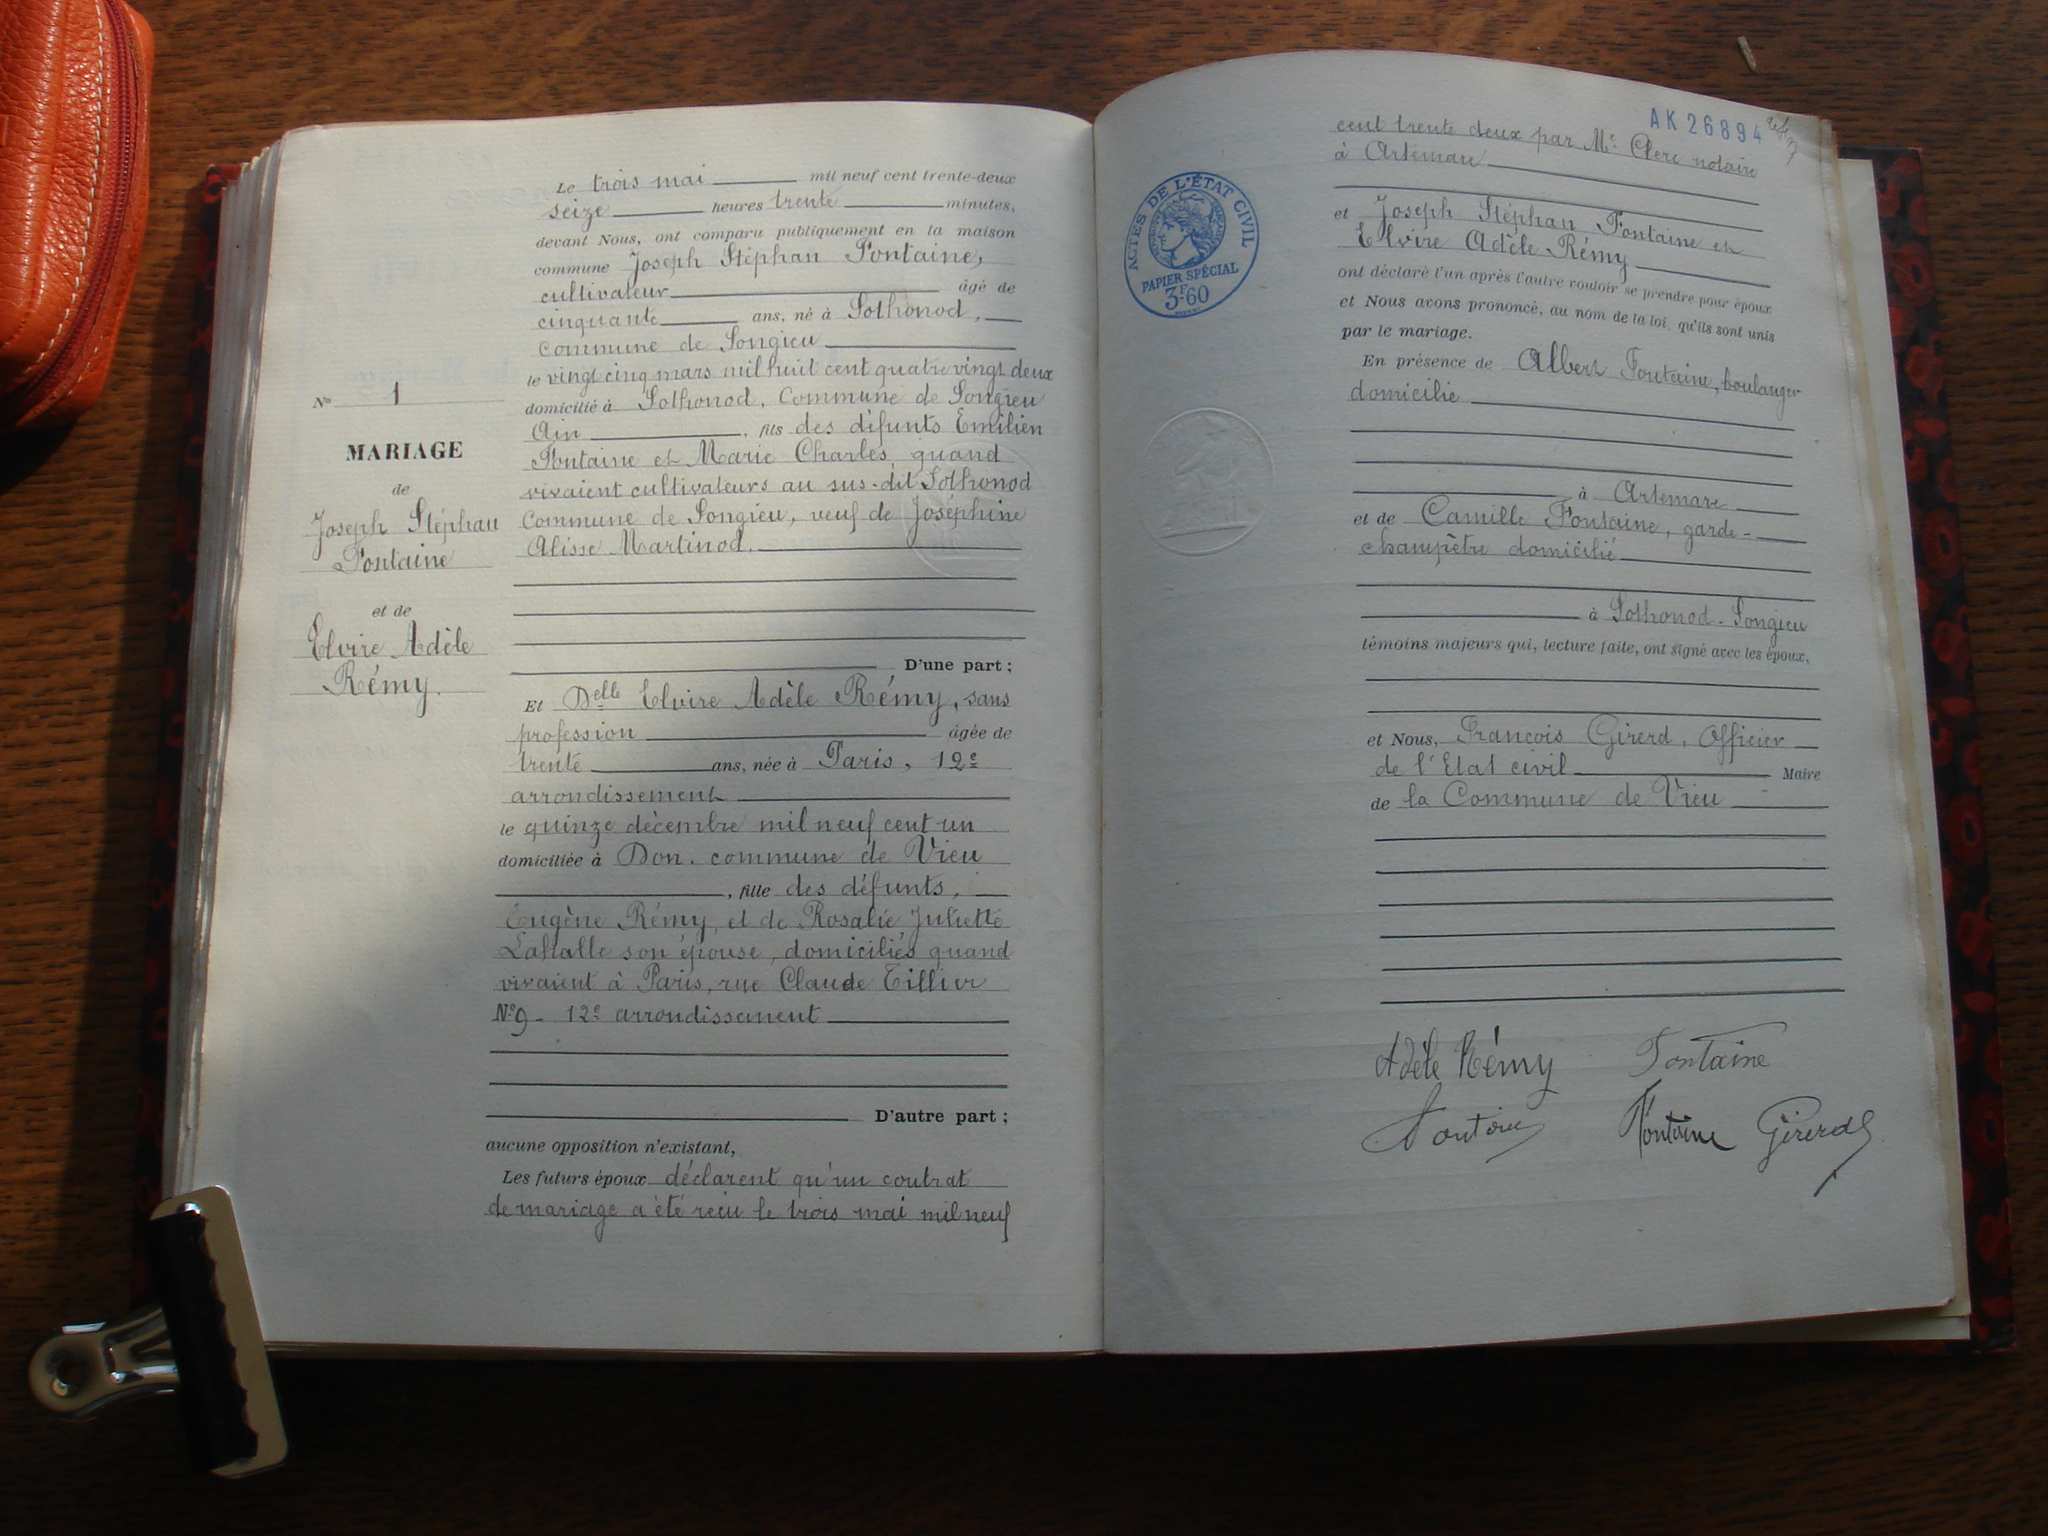 N° 1
MARIAGE
de
Joseph Stéphan
Fontaine
et de
Elvire Adèle
Rémy.
Le trois mai mil neuf cent trente-deux
seize heures trente minutes,
devant Nous, ont comparu publiquement en la maison
commune Joseph Stéphan Fontaine,
cultivateur âgé de
cinquante ans, né à Sothonod,
Commune de Songieu
le vingt cinq mars mil huit cent quatre vingt deux
domicilié à Sothonod, Commune de Songieu
Ain, fils des défunts Emilien
Fontaine et Marie Charles, quand
vivaient cultivateurs au sus-dit Sothonod
Commune de Songieu, veuf de Joséphine
Alisse Martinod.
D'une part ;
Et Delle Elvire Adèle Rémy, sans
profession âgée de
trente ans, née à Paris, 12e
arrondissement
le quinze décembre mil neuf cent un
domiciliée à Don. commune de Vieu
, fille des défunts,
Eugène Rémy, et de Rosalie Juliette
son épouse, domiciliés quand
vivaient à Paris, rue Claude Tillier
N°9 - 12e arrondissement
D'autre part ;
aucune opposition n'existant,
Les futurs époux déclarent qu'un contrat
de mariage a été reçu le trois mai mil neuf
AK 26894
cent trente deux par Me Clerc notaire
à Artemare
ACTES DE L'ÉTAT CIVIL
PAPIER SPÉCIAL
3F.60
et Joseph Stéphan Fontaine et
Elvire Adèle Rémy
ont déclaré l'un après l'autre vouloir se prendre pour époux
et Nous avons prononcé, au nom de la loi, qu'ils sont unis
par le mariage.
En présence de Albert Fontaine, boulanger
domicilié
à Artemare
et de Camille Fontaine, garde-
champêtre domicilié
à Sothonod-Songieu
témoins majeurs qui, lecture faite, ont signé avec les époux,
et Nous, François Girerd, Officier
de l'Etat civil Maire
de la Commune de Vieu
Adèle Rémy Fontaine
Fontaine Fontaine Girerd